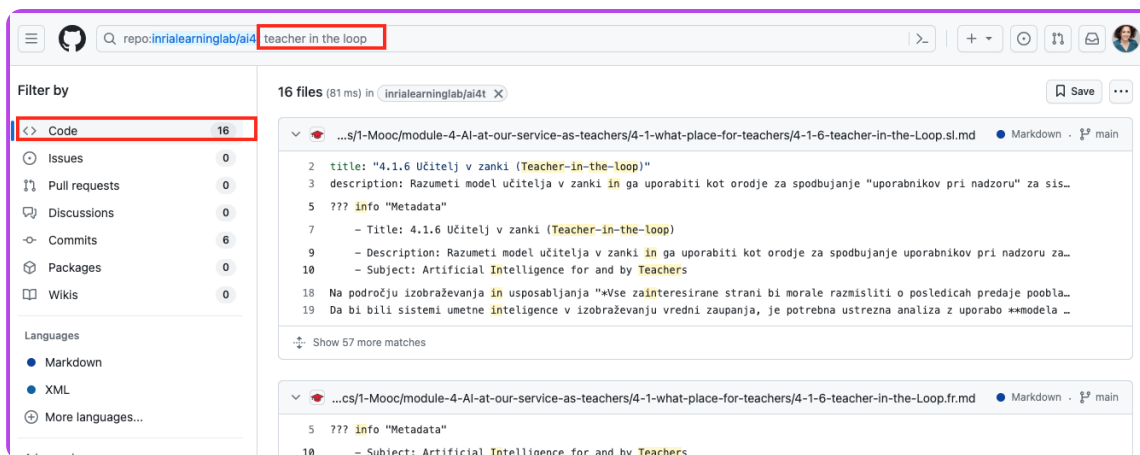 repo:inrialearninglab/ai4 teacher in the loop
Filter by
Code 16
Issues 0
Pull requests 0
Discussions 0
Commits 6
Packages 0
Wikis 0
Languages
Markdown
XML
More languages...
16 files (81 ms) in inrialearninglab/ai4t
Save
...s/1-Mooc/module-4-AI-at-our-service-as-teachers/4-1-what-place-for-teachers/4-1-6-teacher-in-the-Loop.sl.md Markdown · main
2 title: "4.1.6 Učitelj v zanki (Teacher-in-the-loop)"
3 description: Razumeti model učitelja v zanki in ga uporabiti kot orodje za spodbujanje "uporabnikov pri nadzoru" za sis…
5 ??? info "Metadata"
7 – Title: 4.1.6 Učitelj v zanki (Teacher-in-the-loop)
9 – Description: Razumeti model učitelja v zanki in ga uporabiti kot orodje za spodbujanje uporabnikov pri nadzoru za…
10 – Subject: Artificial Intelligence for and by Teachers
18 Na področju izobraževanja in usposabljanja "*Vse zainteresirane strani bi morale razmisliti o posledicah predaje poobla…
19 Da bi bili sistemi umetne inteligence v izobraževanju vredni zaupanja, je potrebna ustrezna analiza z uporabo **modela …
Show 57 more matches
...cs/1-Mooc/module-4-AI-at-our-service-as-teachers/4-1-what-place-for-teachers/4-1-6-teacher-in-the-Loop.fr.md Markdown · main
5 ??? info "Metadata"
10 – Subject: Artificial Intelligence for and by Teachers